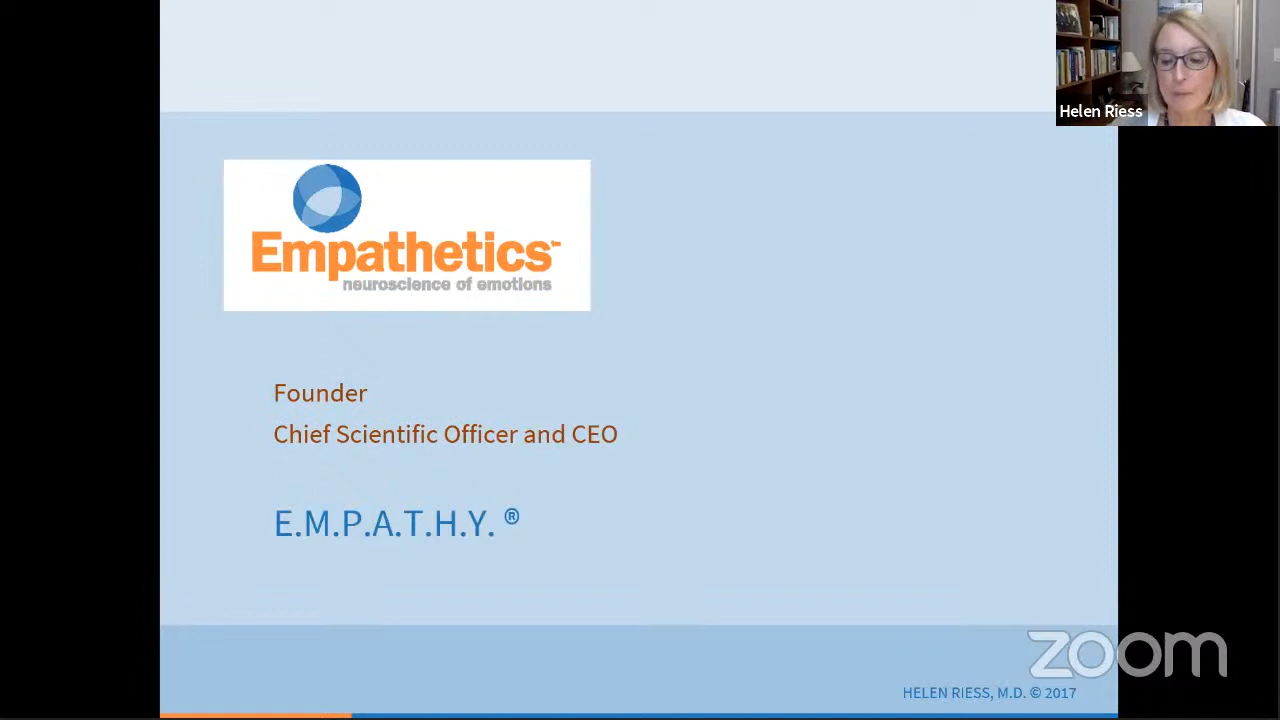 Helen Riess
Empathetics™
neuroscience of emotions
Founder
Chief Scientific Officer and CEO
E.M.P.A.T.H.Y. ®
zoom
HELEN RIESS, M.D. © 2017